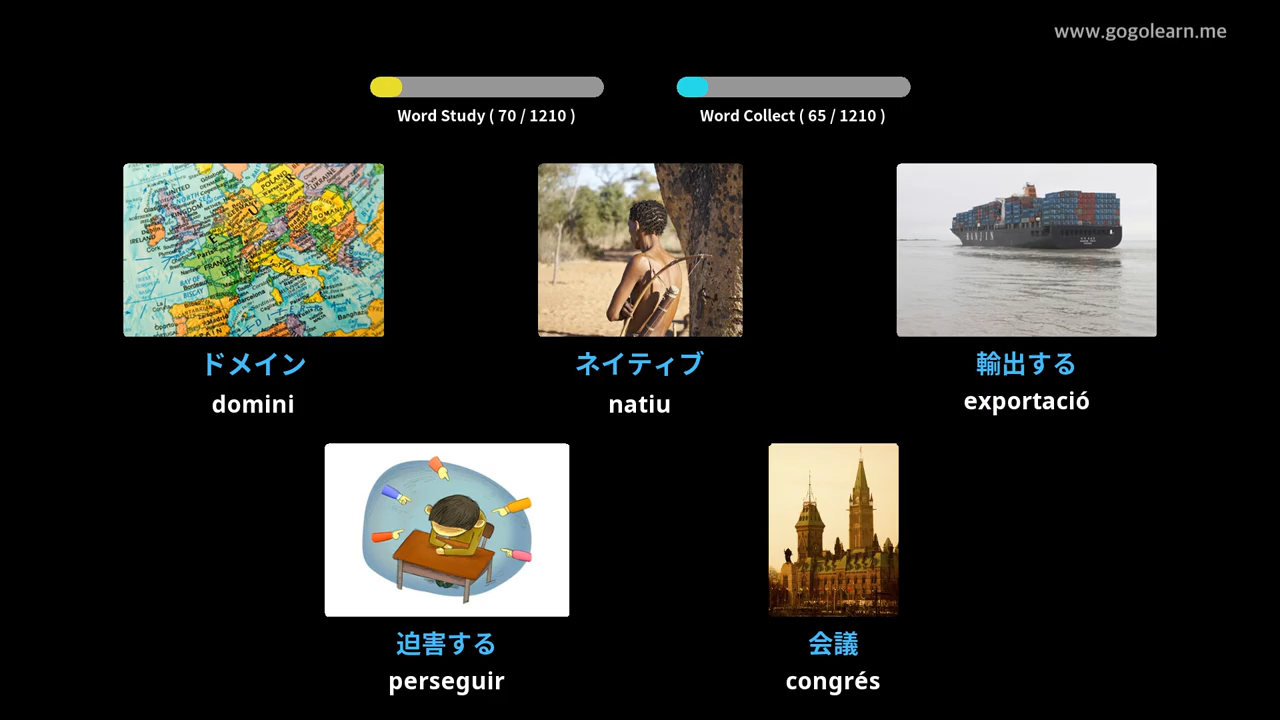 www.gogolearn.me
Word Study ( 70 / 1210 )
Word Collect ( 65 / 1210 )
ドメイン
domini
ネイティブ
natiu
輸出する
exportació
迫害する
perseguir
会議
congrés